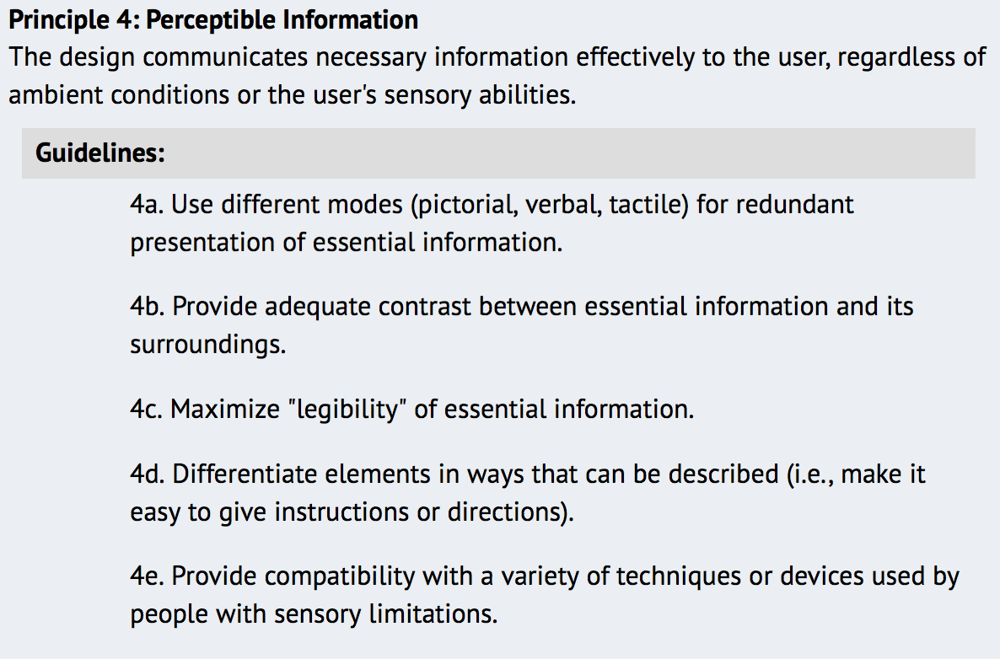 Principle 4: Perceptible Information
The design communicates necessary information effectively to the user, regardless of
ambient conditions or the user's sensory abilities.
Guidelines:
4a. Use different modes (pictorial, verbal, tactile) for redundant
presentation of essential information.
4b. Provide adequate contrast between essential information and its
surroundings.
4c. Maximize "legibility" of essential information.
4d. Differentiate elements in ways that can be described (i.e., make it
easy to give instructions or directions).
4e. Provide compatibility with a variety of techniques or devices used by
people with sensory limitations.